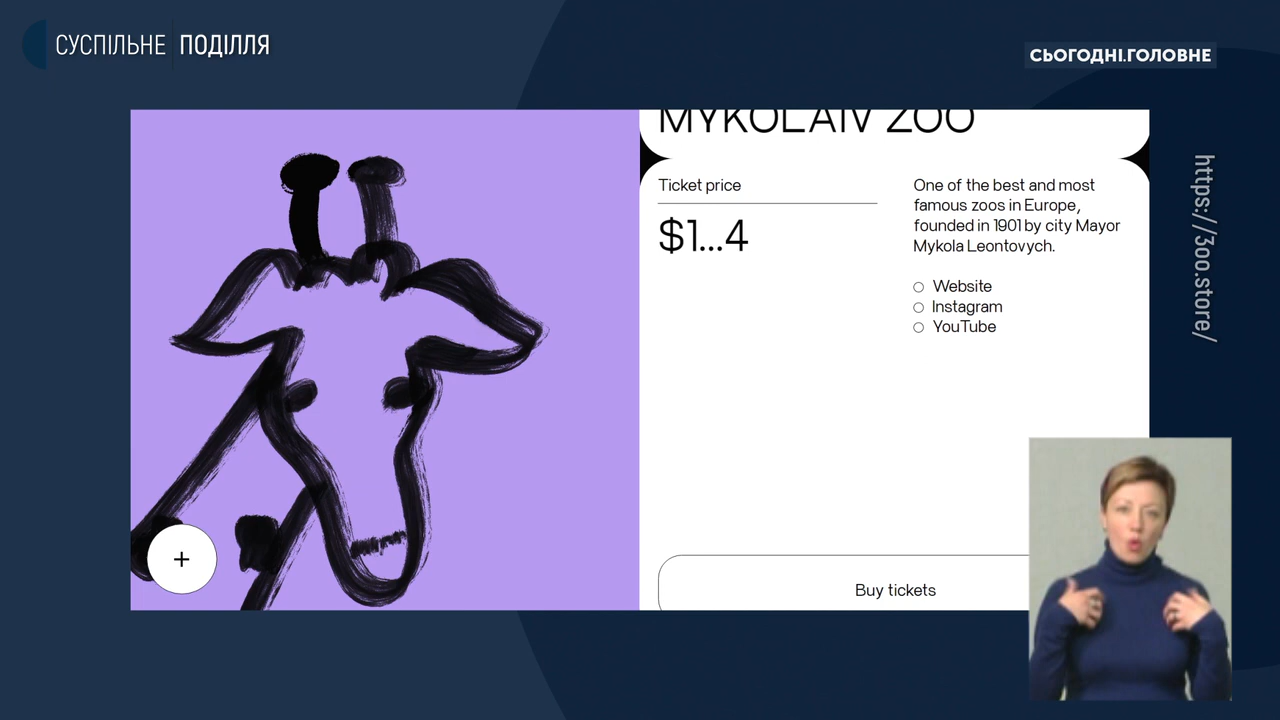 СУСПІЛЬНЕ ПОДІЛЛЯ
СЬОГОДНІ.ГОЛОВНЕ
MYKOLAIV ZOO
Ticket price
$1...4
One of the best and most
famous zoos in Europe,
founded in 1901 by city Mayor
Mykola Leontovych.
Website
Instagram
YouTube
Buy tickets
+
https://3oo.store/